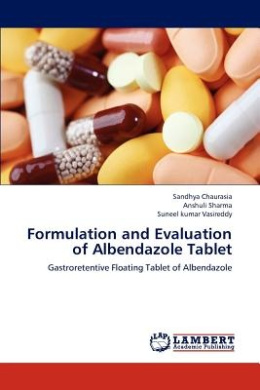 Sandhya Chaurasia
Anshuli Sharma
Suneel kumar Vasireddy
Formulation and Evaluation
of Albendazole Tablet
Gastroretentive Floating Tablet of Albendazole
LAP LAMBERT
Academic Publishing